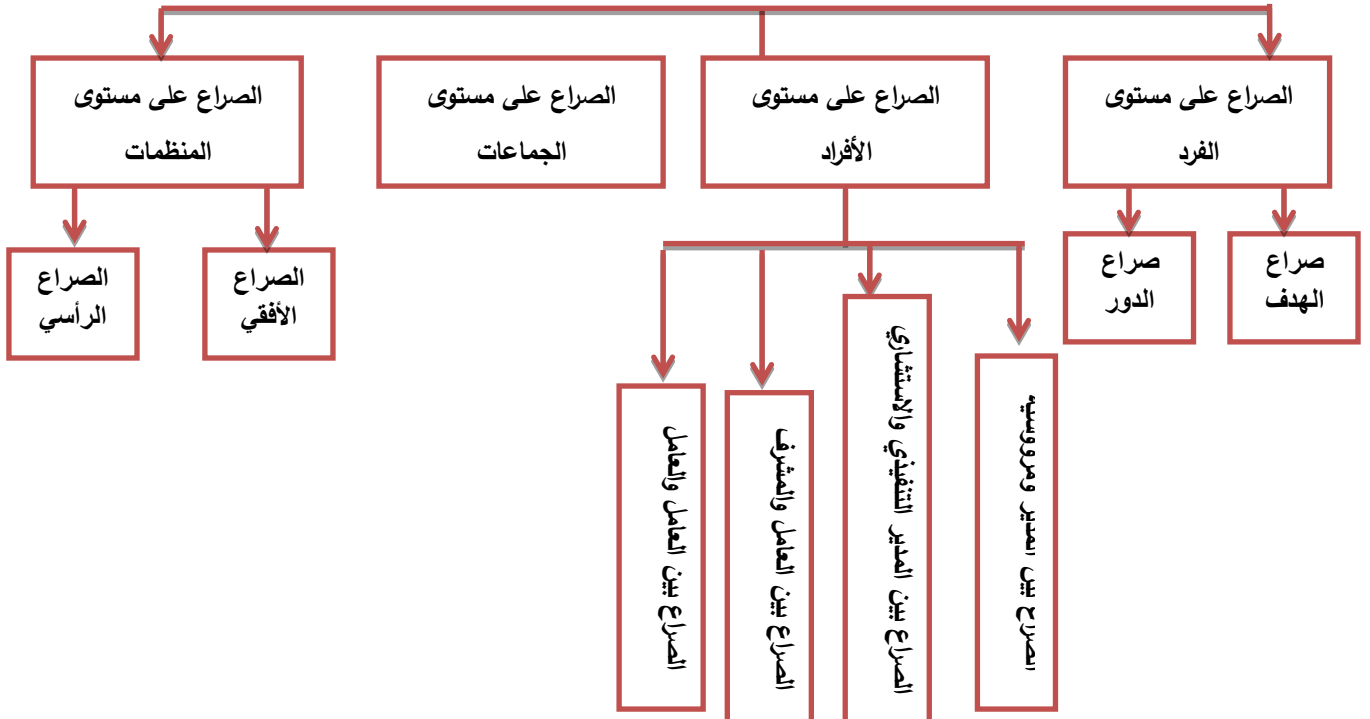 الصراع على مستوى
الفرد
الصراع على مستوى
الأفراد
الصراع على مستوى
الجماعات
الصراع على مستوى
المنظمات
صراع
الهدف
صراع
الدور
الصراع
الأفقي
الصراع
الرأسي
الصراع بين المدير ومرووسيه
الصراع بين المدير التنفيذي والاستشاري
الصراع بين العامل والمشرف
الصراع بين العامل والعامل